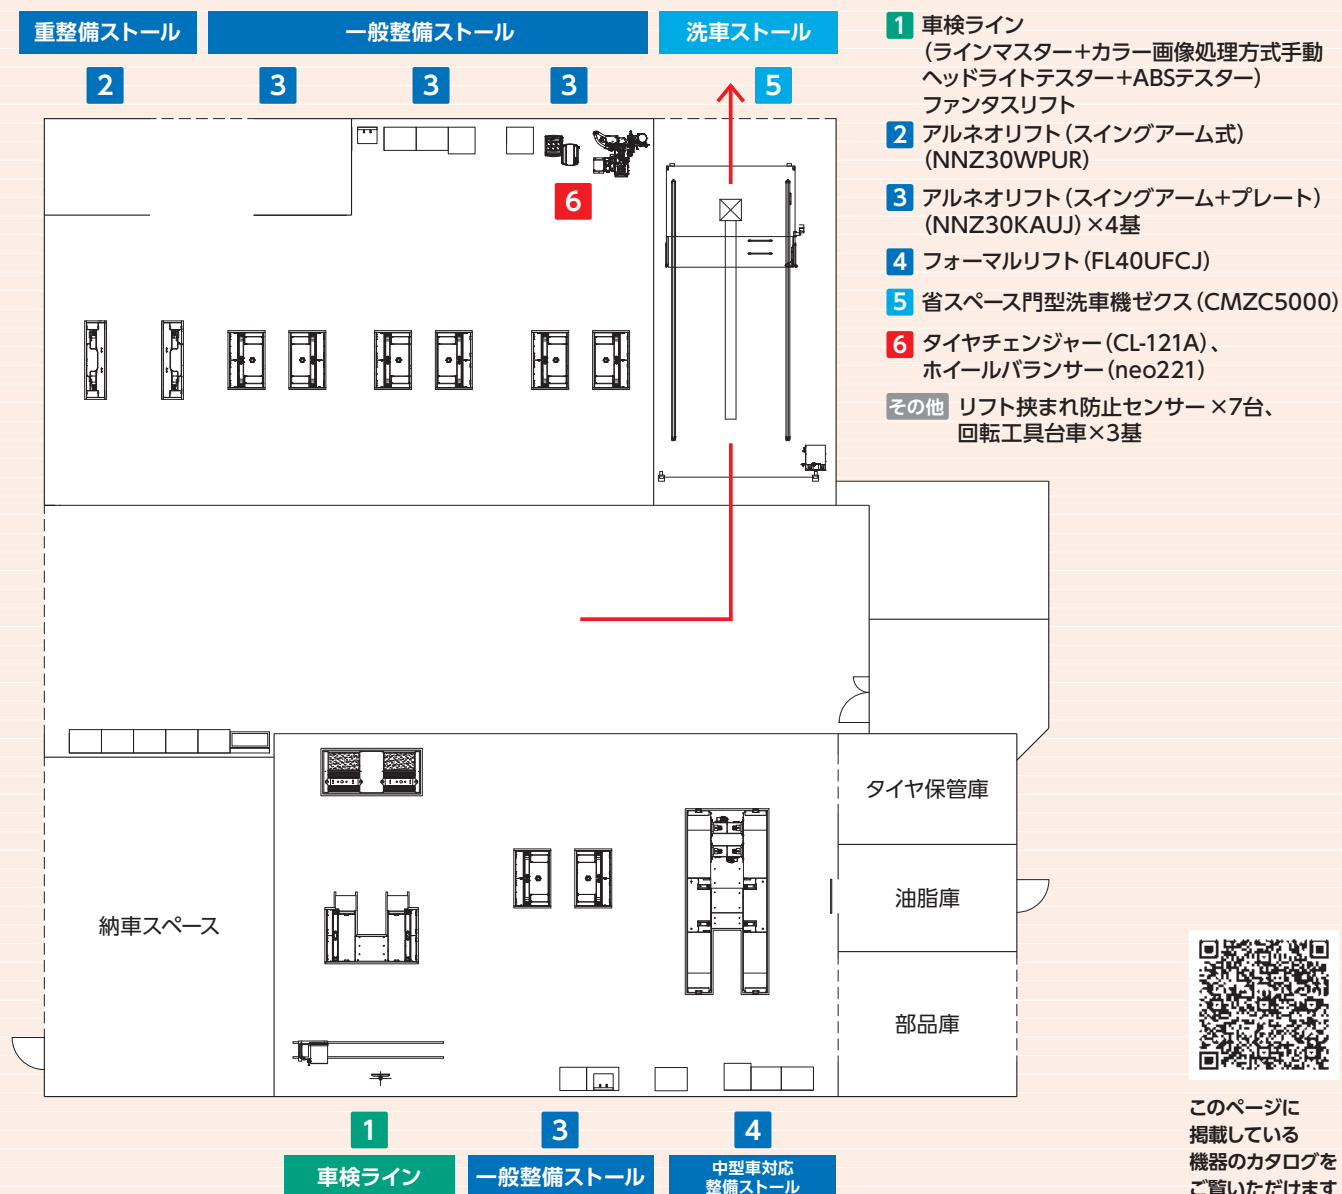 重整備ストール
一般整備ストール
洗車ストール
2
3
3
3
5
6
1 車検ライン
(ラインマスター+カラー画像処理方式手動
ヘッドライトテスター+ABSテスター)
ファンタスリフト
2 アルネオリフト(スイングアーム式)
(NNZ30WPUR)
3 アルネオリフト(スイングアーム+プレート)
(NNZ30KAUJ)×4基
4 フォーマルリフト(FL40UFCJ)
5 省スペース門型洗車機ゼクス(CMZC5000)
6 タイヤチェンジャー(CL-121A)、
ホイールバランサー(neo221)
その他 リフト挟まれ防止センサー×7台、
回転工具台車×3基
タイヤ保管庫
油脂庫
部品庫
納車スペース
1
3
4
車検ライン
一般整備ストール
中型車対応
整備ストール
このページに
掲載している
機器のカタログを
ご覧いただけます